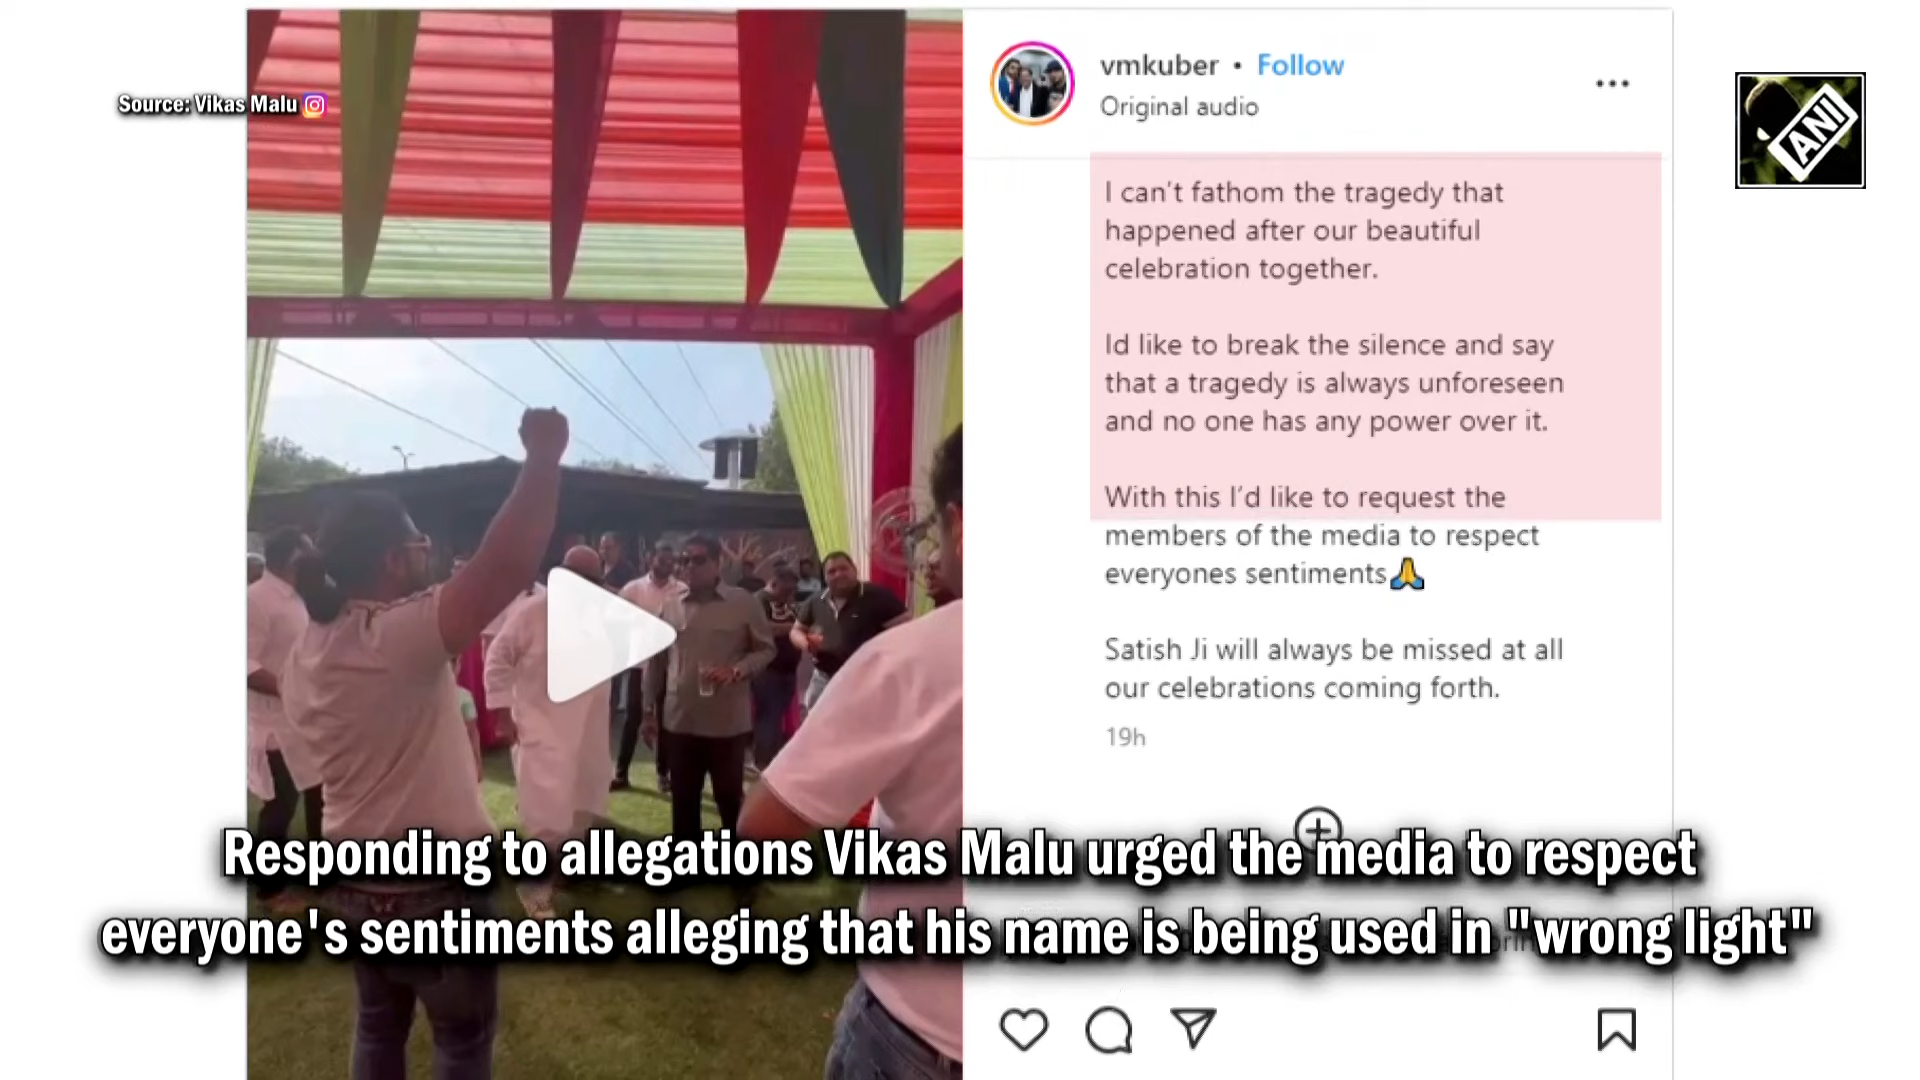 Source: Vikas Malu
vmkuber • Follow
Original audio
ANI
I can't fathom the tragedy that
happened after our beautiful
celebration together.
Id like to break the silence and say
that a tragedy is always unforeseen
and no one has any power over it.
With this I'd like to request the
members of the media to respect
everyones sentiments🙏
Satish Ji will always be missed at all
our celebrations coming forth.
19h
Responding to allegations Vikas Malu urged the media to respect
everyone's sentiments alleging that his name is being used in "wrong light"